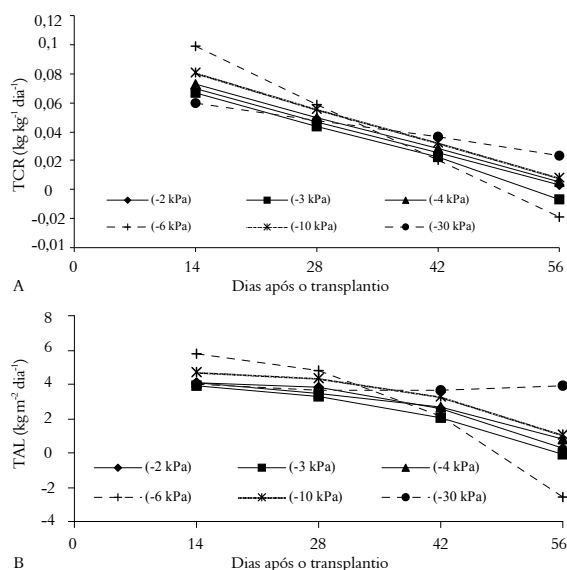 0,12
0,1
0,08
0,06
0,04
0,02
0
-0,02
-0,01
TCR (kg kg⁻¹ dia⁻¹)
(-2 kPa) (-3 kPa) (-4 kPa)
(-6 kPa) (-10 kPa) (-30 kPa)
0 14 28 42 56
A Dias após o transplantio
8
6
4
2
0
-2
-4
TAL (kg m⁻² dia⁻¹)
(-2 kPa) (-3 kPa) (-4 kPa)
(-6 kPa) (-10 kPa) (-30 kPa)
0 14 28 42 56
B Dias após o transplantio